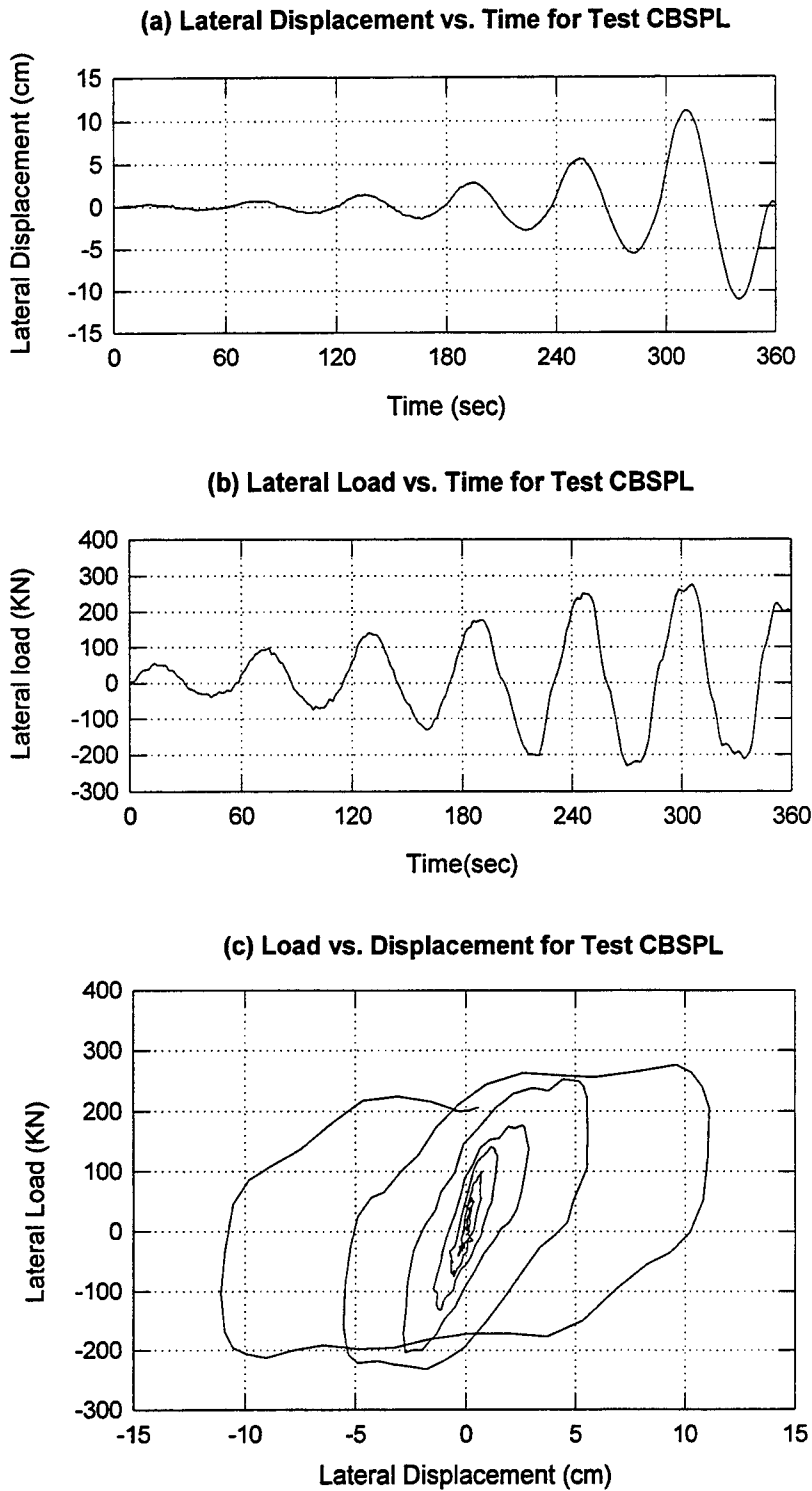 (a) Lateral Displacement vs. Time for Test CBSPL
15
10
5
0
-5
-10
-15
Lateral Displacement (cm)
0 60 120 180 240 300 360
Time (sec)
(b) Lateral Load vs. Time for Test CBSPL
400
300
200
100
0
-100
-200
-300
Lateral load (KN)
0 60 120 180 240 300 360
Time(sec)
(c) Load vs. Displacement for Test CBSPL
400
300
200
100
0
-100
-200
-300
Lateral Load (KN)
-15 -10 -5 0 5 10 15
Lateral Displacement (cm)